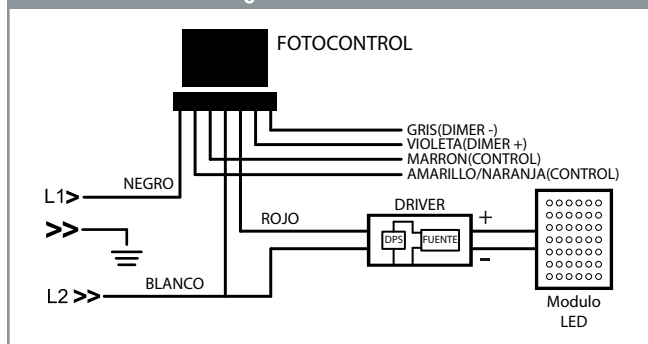 FOTOCONTROL
GRIS(DIMER -)
VIOLETA(DIMER +)
MARRON(CONTROL)
AMARILLO/NARANJA(CONTROL)
NEGRO
L1>
>>
ROJO
DRIVER
+
DPS
FUENTE
-
BLANCO
L2 >>
Modulo
LED